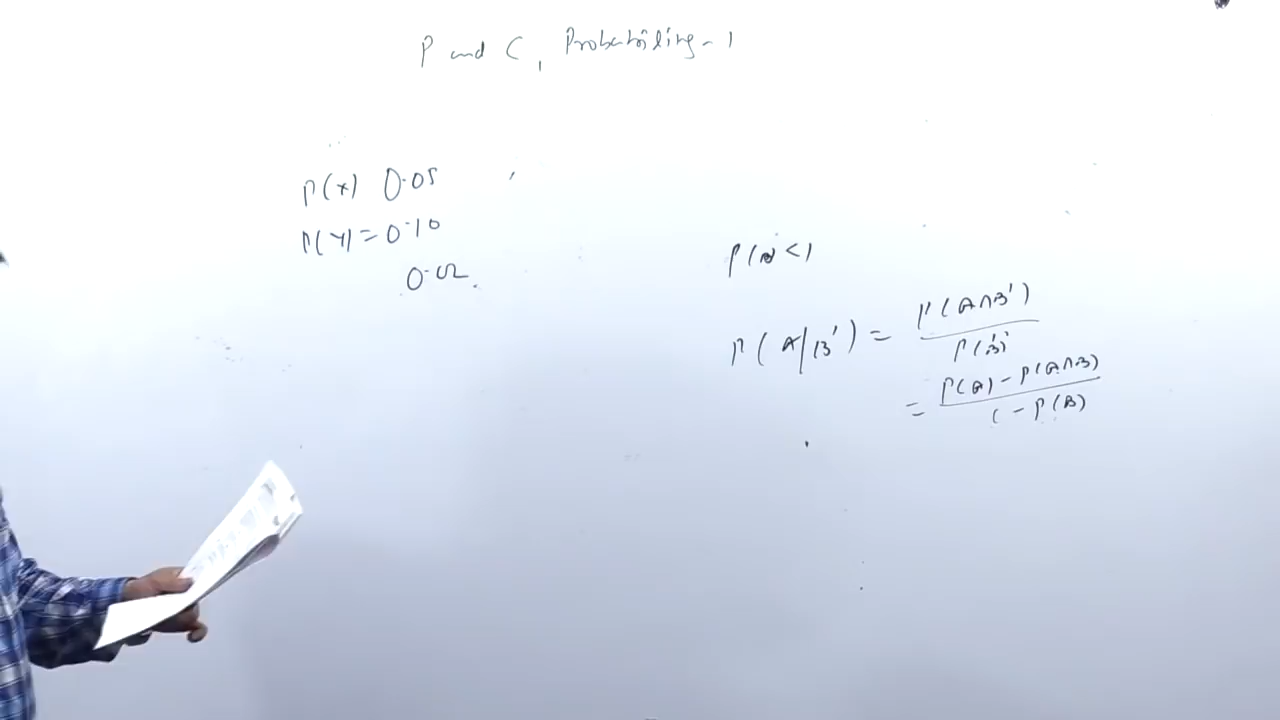 P and C, Probability - 1
P(X) 0.05
P(Y) = 0.10
0.02
P(B) < 1
P(A/B') = P(A∩B') / P(B')
= P(A) - P(A∩B) / 1 - P(B)